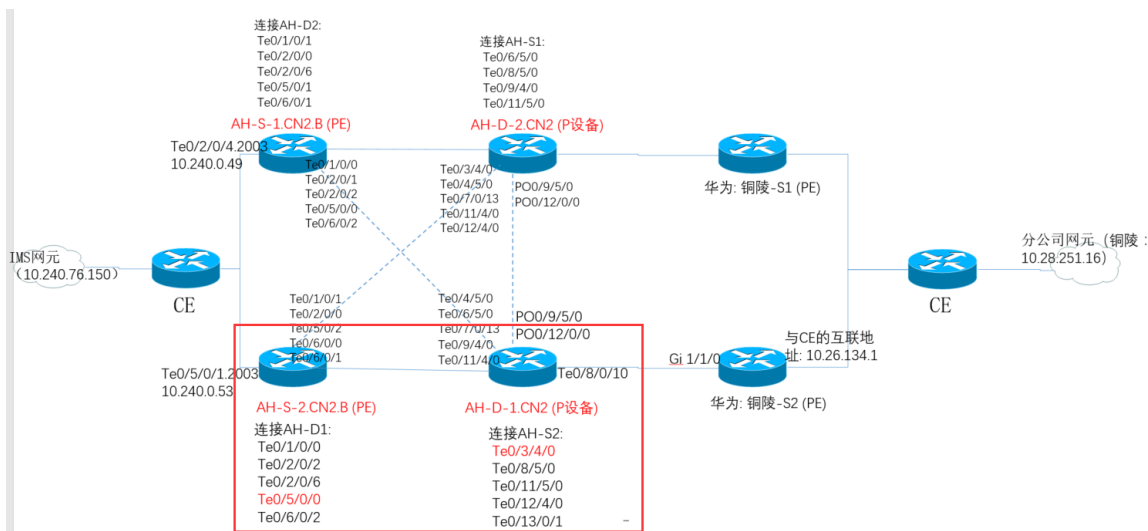 连接AH-D2:
Te0/1/0/1
Te0/2/0/0
Te0/2/0/6
Te0/5/0/1
Te0/6/0/1
连接AH-S1:
Te0/6/5/0
Te0/8/5/0
Te0/9/4/0
Te0/11/5/0
AH-S-1.CN2.B (PE)
AH-D-2.CN2 (P设备)
Te0/2/0/4.2003
10.240.0.49
Te0/1/0/0
Te0/2/0/1
Te0/2/0/2
Te0/5/0/0
Te0/6/0/2
Te0/3/4/0
Te0/4/5/0
Te0/7/0/13
Te0/11/4/0
Te0/12/4/0
PO0/9/5/0
PO0/12/0/0
华为: 铜陵-S1 (PE)
IMS网元
（10.240.76.150）
CE
分公司网元（铜陵：
10.28.251.16）
CE
Te0/1/0/1
Te0/2/0/0
Te0/5/0/2
Te0/6/0/0
Te0/6/0/1
Te0/4/5/0
Te0/6/5/0
Te0/7/0/13
Te0/9/4/0
Te0/11/4/0
PO0/9/5/0
PO0/12/0/0
与CE的互联地
址: 10.26.134.1
Te0/5/0/1.2003
10.240.0.53
Te0/8/0/10
Gi 1/1/0
AH-S-2.CN2.B (PE)
AH-D-1.CN2 (P设备)
华为: 铜陵-S2 (PE)
连接AH-D1:
Te0/1/0/0
Te0/2/0/2
Te0/2/0/6
Te0/5/0/0
Te0/6/0/2
连接AH-S2:
Te0/3/4/0
Te0/8/5/0
Te0/11/5/0
Te0/12/4/0
Te0/13/0/1